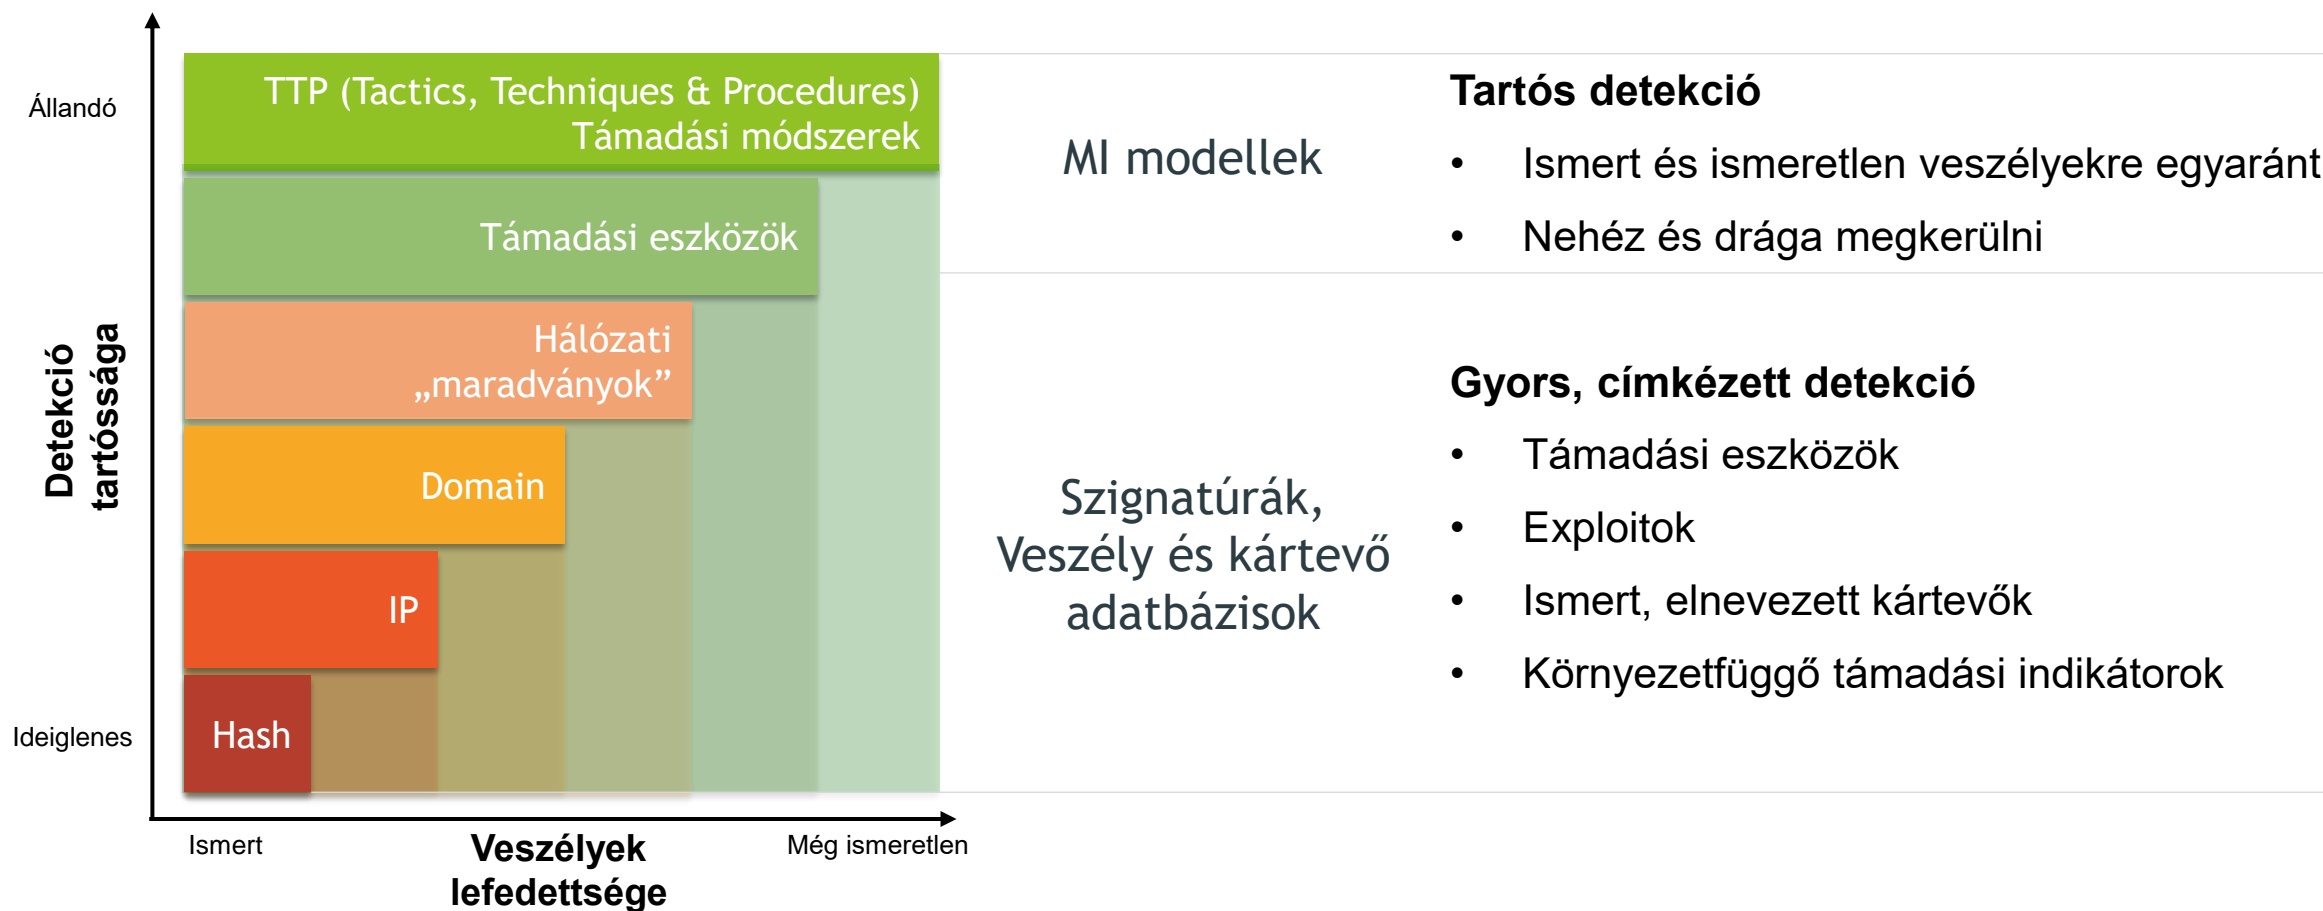 Állandó
TTP (Tactics, Techniques & Procedures)
Támadási módszerek
Támadási eszközök
Hálózati
„maradványok”
Domain
IP
Hash
Ideiglenes
Detekció
tartóssága
Ismert
Veszélyek
lefedettsége
Még ismeretlen
MI modellek
Tartós detekció
• Ismert és ismeretlen veszélyekre egyaránt
• Nehéz és drága megkerülni
Szignatúrák,
Veszély és kártevő
adatbázisok
Gyors, címkézett detekció
• Támadási eszközök
• Exploitok
• Ismert, elnevezett kártevők
• Környezetfüggő támadási indikátorok